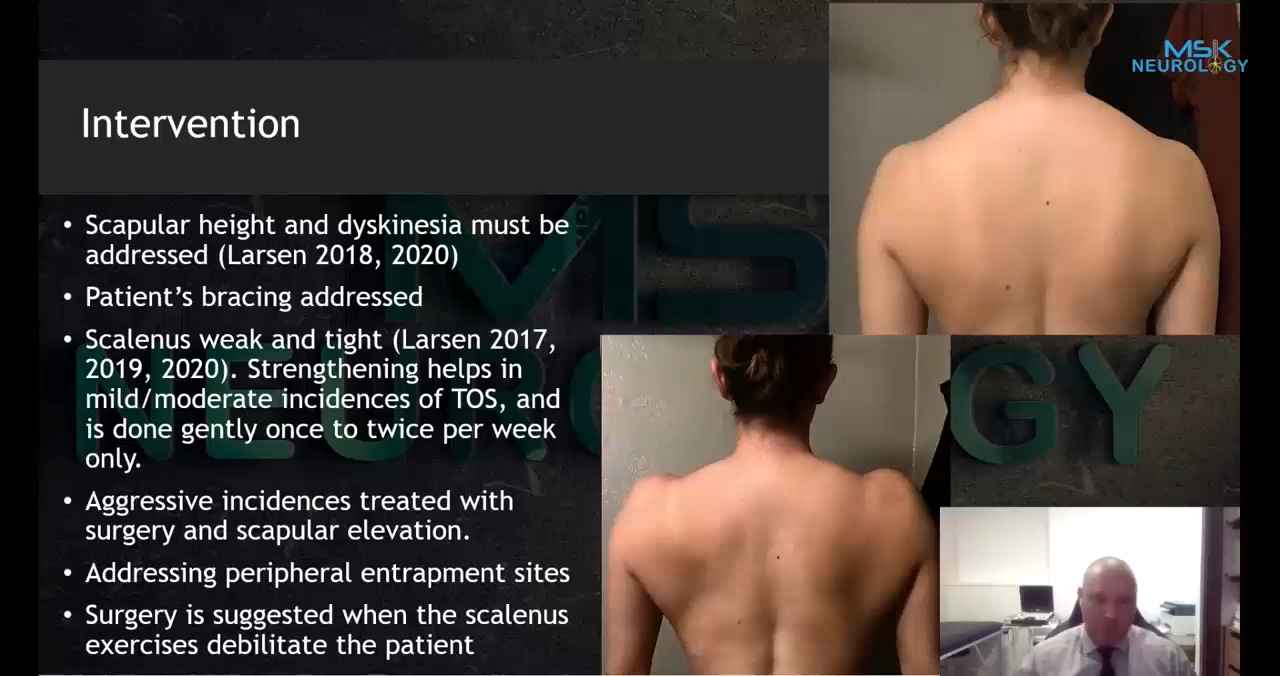 MSK
NEUROLOGY
Intervention
• Scapular height and dyskinesia must be
addressed (Larsen 2018, 2020)
• Patient’s bracing addressed
• Scalenus weak and tight (Larsen 2017,
2019, 2020). Strengthening helps in
mild/moderate incidences of TOS, and
is done gently once to twice per week
only.
• Aggressive incidences treated with
surgery and scapular elevation.
• Addressing peripheral entrapment sites
• Surgery is suggested when the scalenus
exercises debilitate the patient